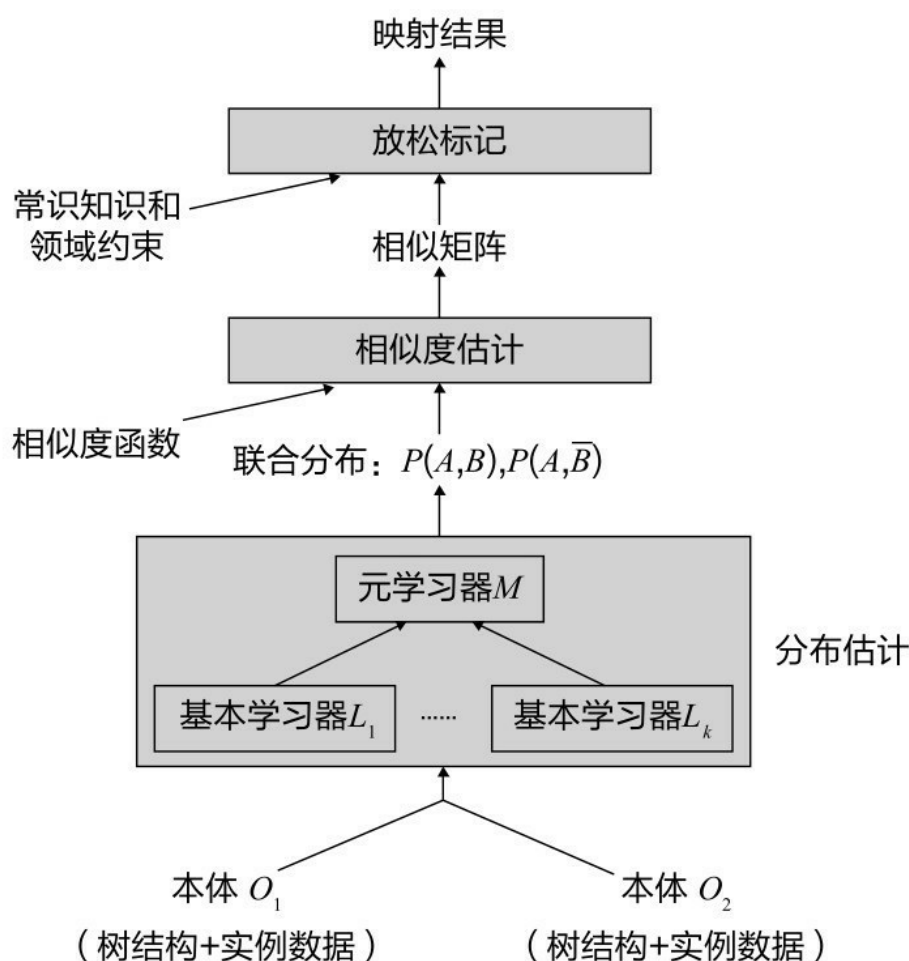 映射结果
放松标记
常识知识和
领域约束
相似矩阵
相似度估计
相似度函数
联合分布：P(A,B),P(A,B̅)
元学习器M
分布估计
基本学习器L₁ ...... 基本学习器Lₖ
本体 O₁ 本体 O₂
（树结构+实例数据） （树结构+实例数据）